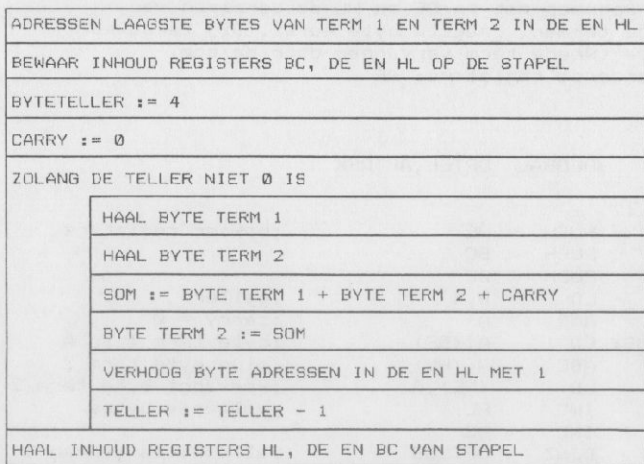 ADRESSEN LAAGSTE BYTES VAN TERM 1 EN TERM 2 IN DE EN HL
BEWAAR INHOUD REGISTERS BC, DE EN HL OP DE STAPEL
BYTETELLER := 4
CARRY := 0
ZOLANG DE TELLER NIET 0 IS
HAAL BYTE TERM 1
HAAL BYTE TERM 2
SOM := BYTE TERM 1 + BYTE TERM 2 + CARRY
BYTE TERM 2 := SOM
VERHOOG BYTE ADRESSEN IN DE EN HL MET 1
TELLER := TELLER - 1
HAAL INHOUD REGISTERS HL, DE EN BC VAN STAPEL